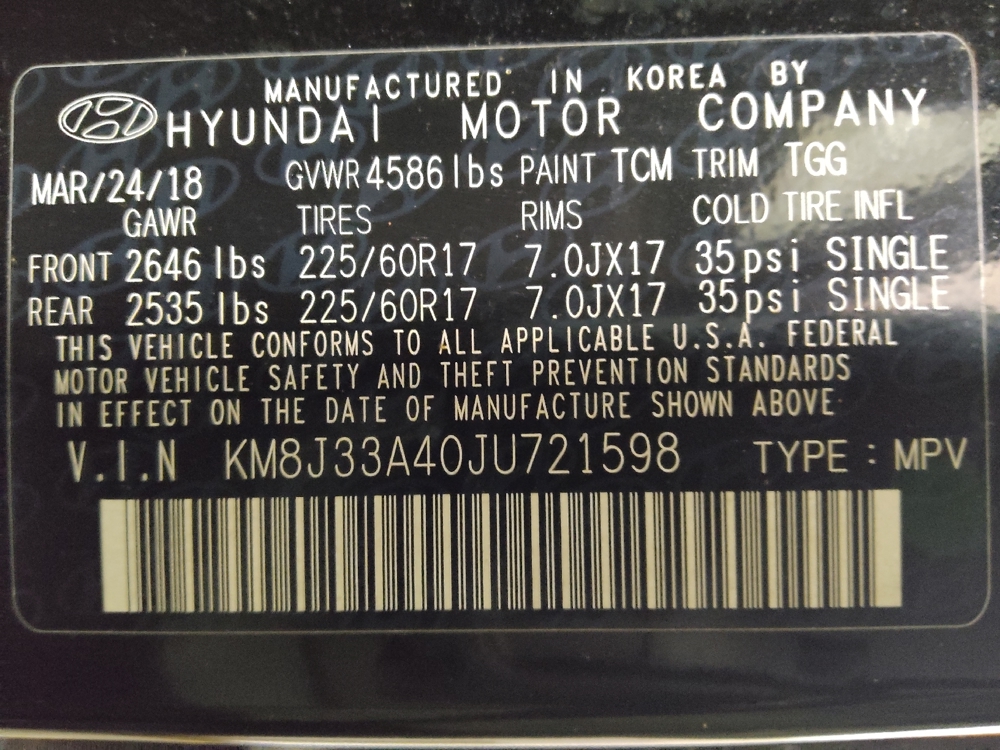 MANUFACTURED IN KOREA BY
HYUNDAI MOTOR COMPANY
MAR/24/18 GVWR 4586 lbs PAINT TCM TRIM TGG
GAWR TIRES RIMS COLD TIRE INFL
FRONT 2646 lbs 225/60R17 7.0JX17 35psi SINGLE
REAR 2535 lbs 225/60R17 7.0JX17 35psi SINGLE
THIS VEHICLE CONFORMS TO ALL APPLICABLE U.S.A. FEDERAL
MOTOR VEHICLE SAFETY AND THEFT PREVENTION STANDARDS
IN EFFECT ON THE DATE OF MANUFACTURE SHOWN ABOVE
V.I.N KM8J33A40JU721598 TYPE : MPV